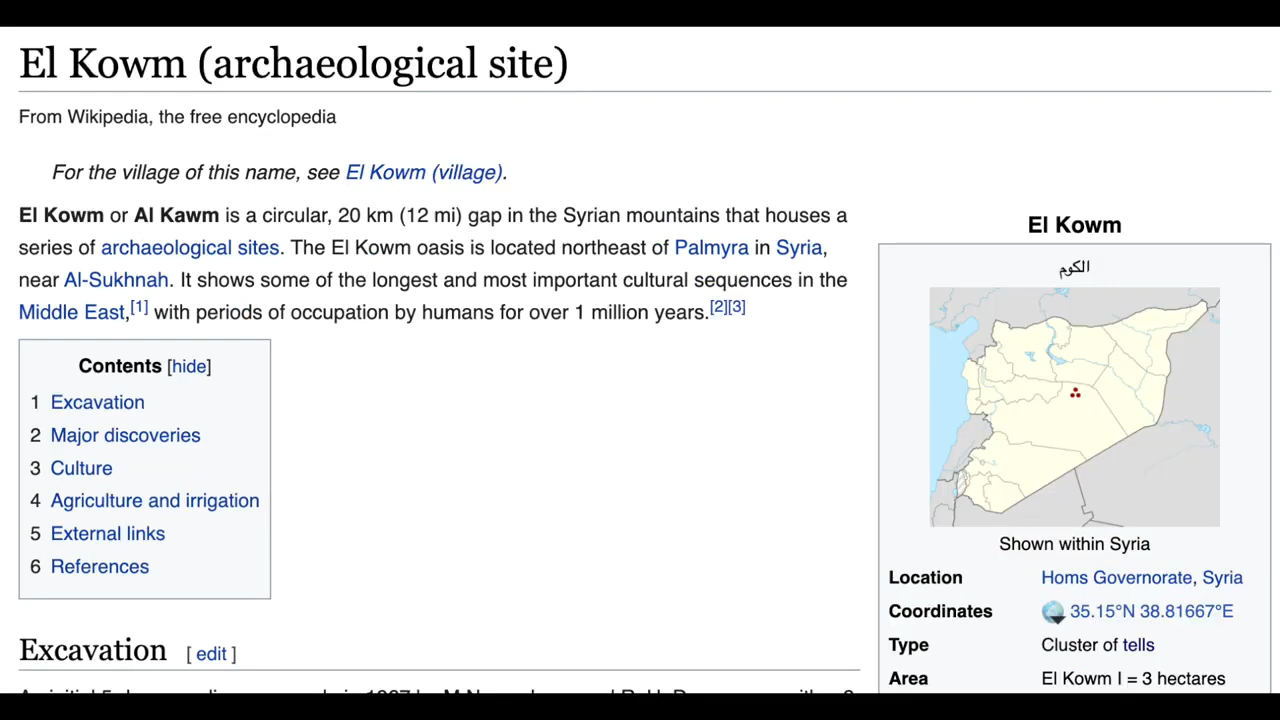 El Kowm (archaeological site)
From Wikipedia, the free encyclopedia
For the village of this name, see El Kowm (village).
El Kowm or Al Kawm is a circular, 20 km (12 mi) gap in the Syrian mountains that houses a
series of archaeological sites. The El Kowm oasis is located northeast of Palmyra in Syria,
near Al-Sukhnah. It shows some of the longest and most important cultural sequences in the
Middle East,[1] with periods of occupation by humans for over 1 million years.[2][3]
Contents [hide]
1 Excavation
2 Major discoveries
3 Culture
4 Agriculture and irrigation
5 External links
6 References
Excavation [ edit ]
El Kowm
الكوم
Shown within Syria
Location Homs Governorate, Syria
Coordinates 35.15°N 38.81667°E
Type Cluster of tells
Area El Kowm I = 3 hectares